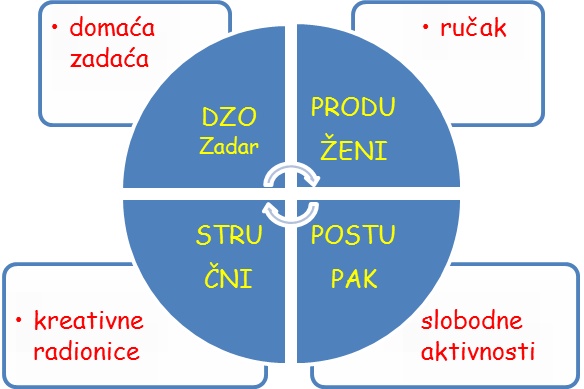 • domaća
zadaća
• ručak
DZO
Zadar
PRODU
ŽENI
STRU
ČNI
POSTU
PAK
• kreativne
radionice
slobodne
aktivnosti